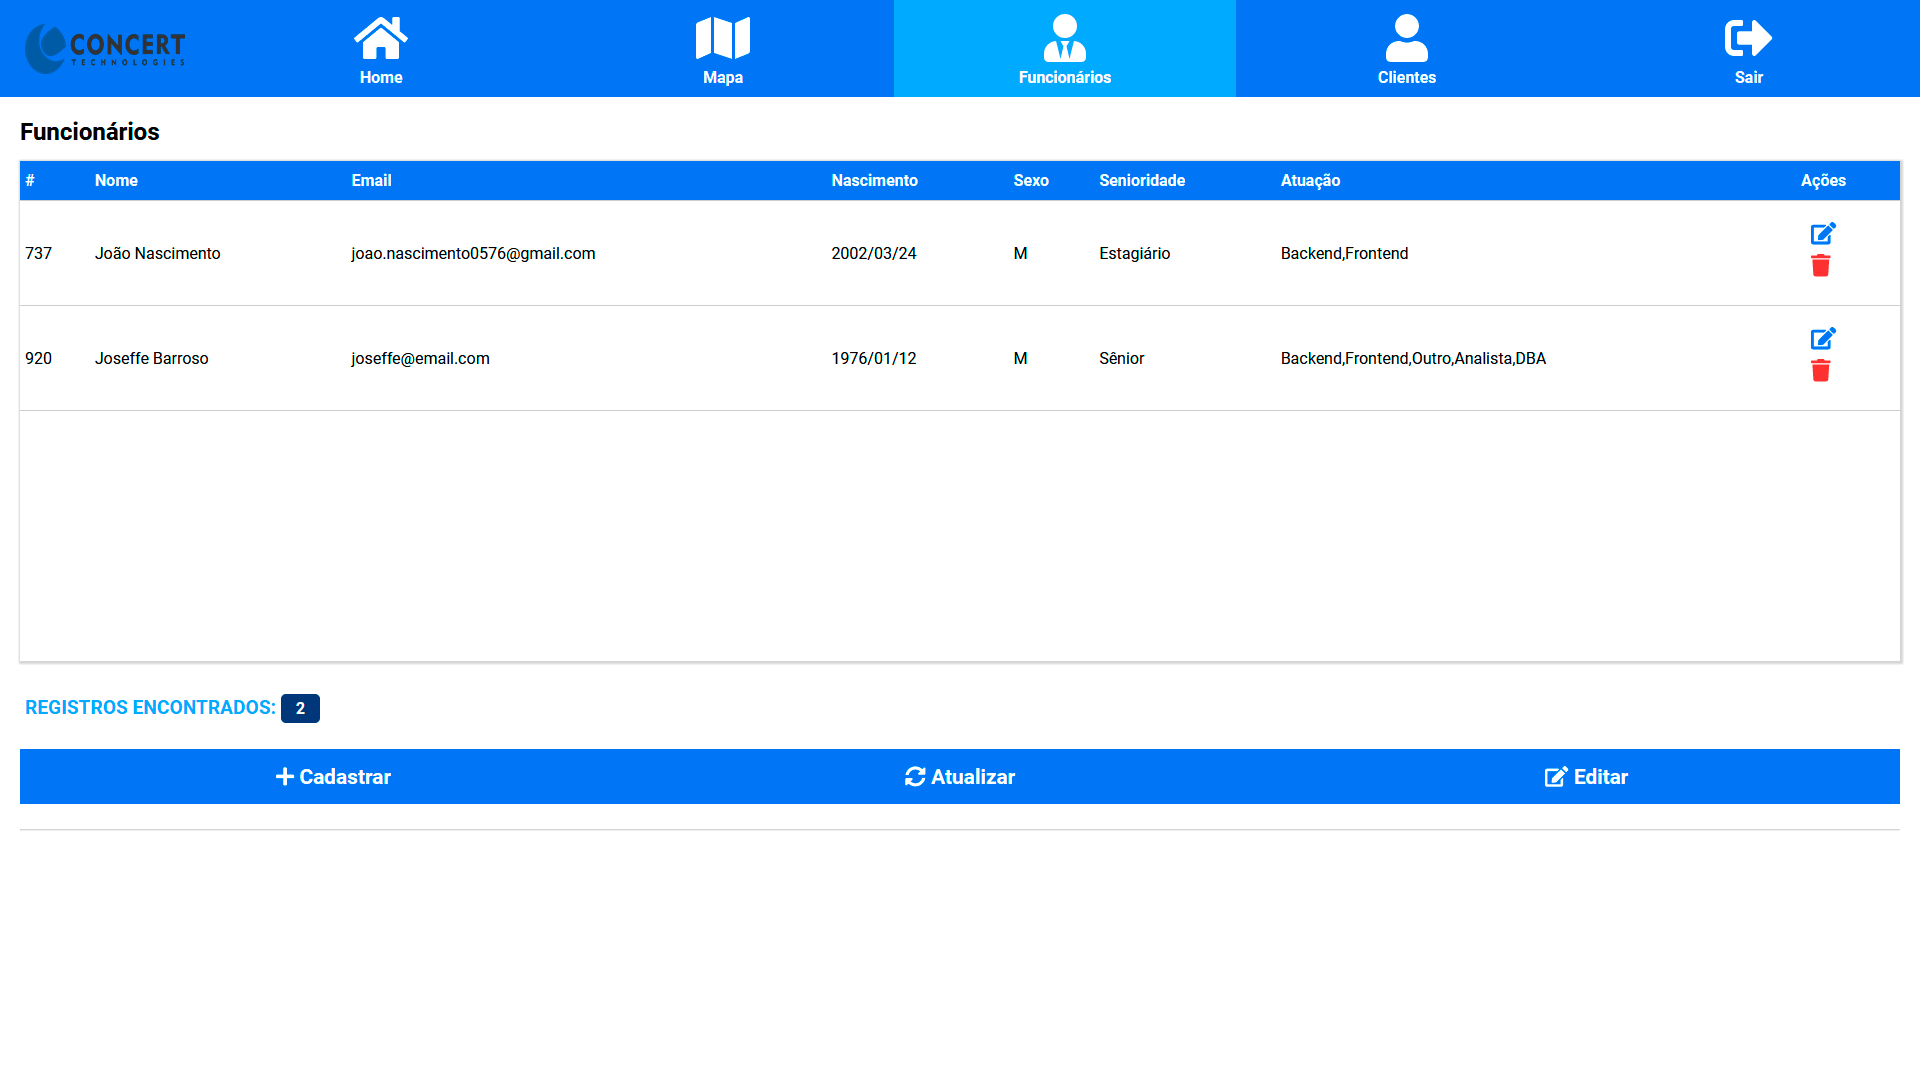 CONCERT
TECHNOLOGIES
Home
Mapa
Funcionários
Clientes
Sair
Funcionários
# Nome Email Nascimento Sexo Senioridade Atuação Ações
737 João Nascimento joao.nascimento0576@gmail.com 2002/03/24 M Estagiário Backend,Frontend
920 Joseffe Barroso joseffe@email.com 1976/01/12 M Sênior Backend,Frontend,Outro,Analista,DBA
REGISTROS ENCONTRADOS: 2
Cadastrar Atualizar Editar